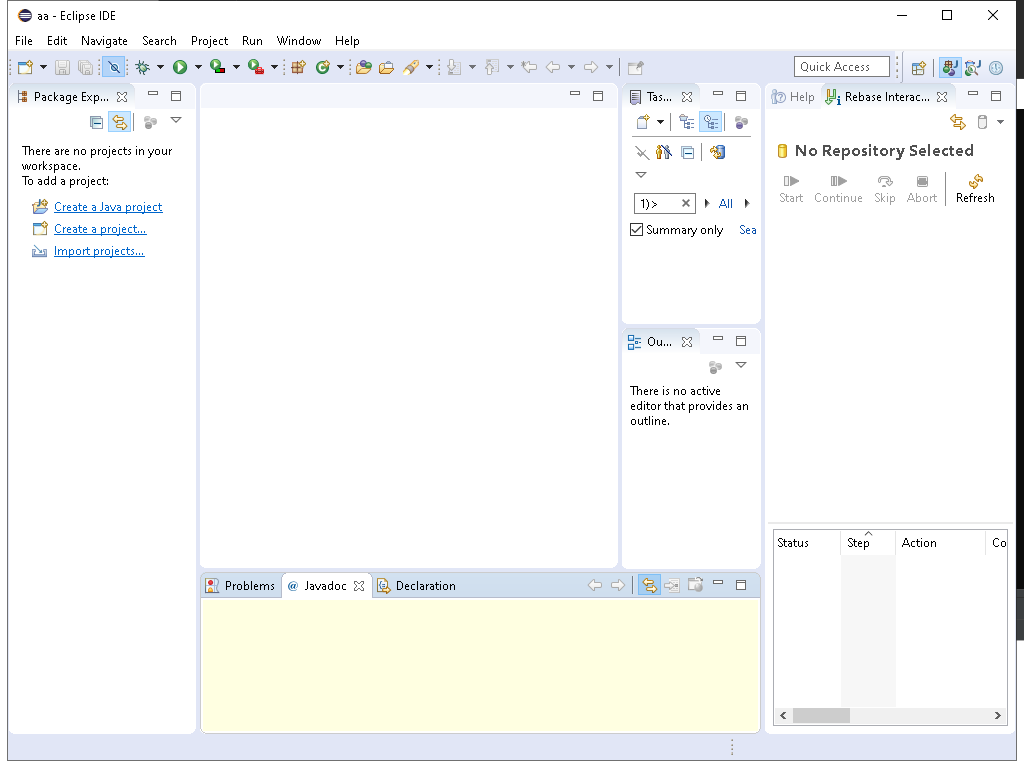 aa - Eclipse IDE
File Edit Navigate Search Project Run Window Help
Quick Access
Package Exp...
There are no projects in your
workspace.
To add a project:
Create a Java project
Create a project...
Import projects...
Tas...
1)> All
Summary only Sea
Ou...
There is no active
editor that provides an
outline.
Help Rebase Interac...
No Repository Selected
Start Continue Skip Abort Refresh
Status Step Action Co
Problems @ Javadoc Declaration